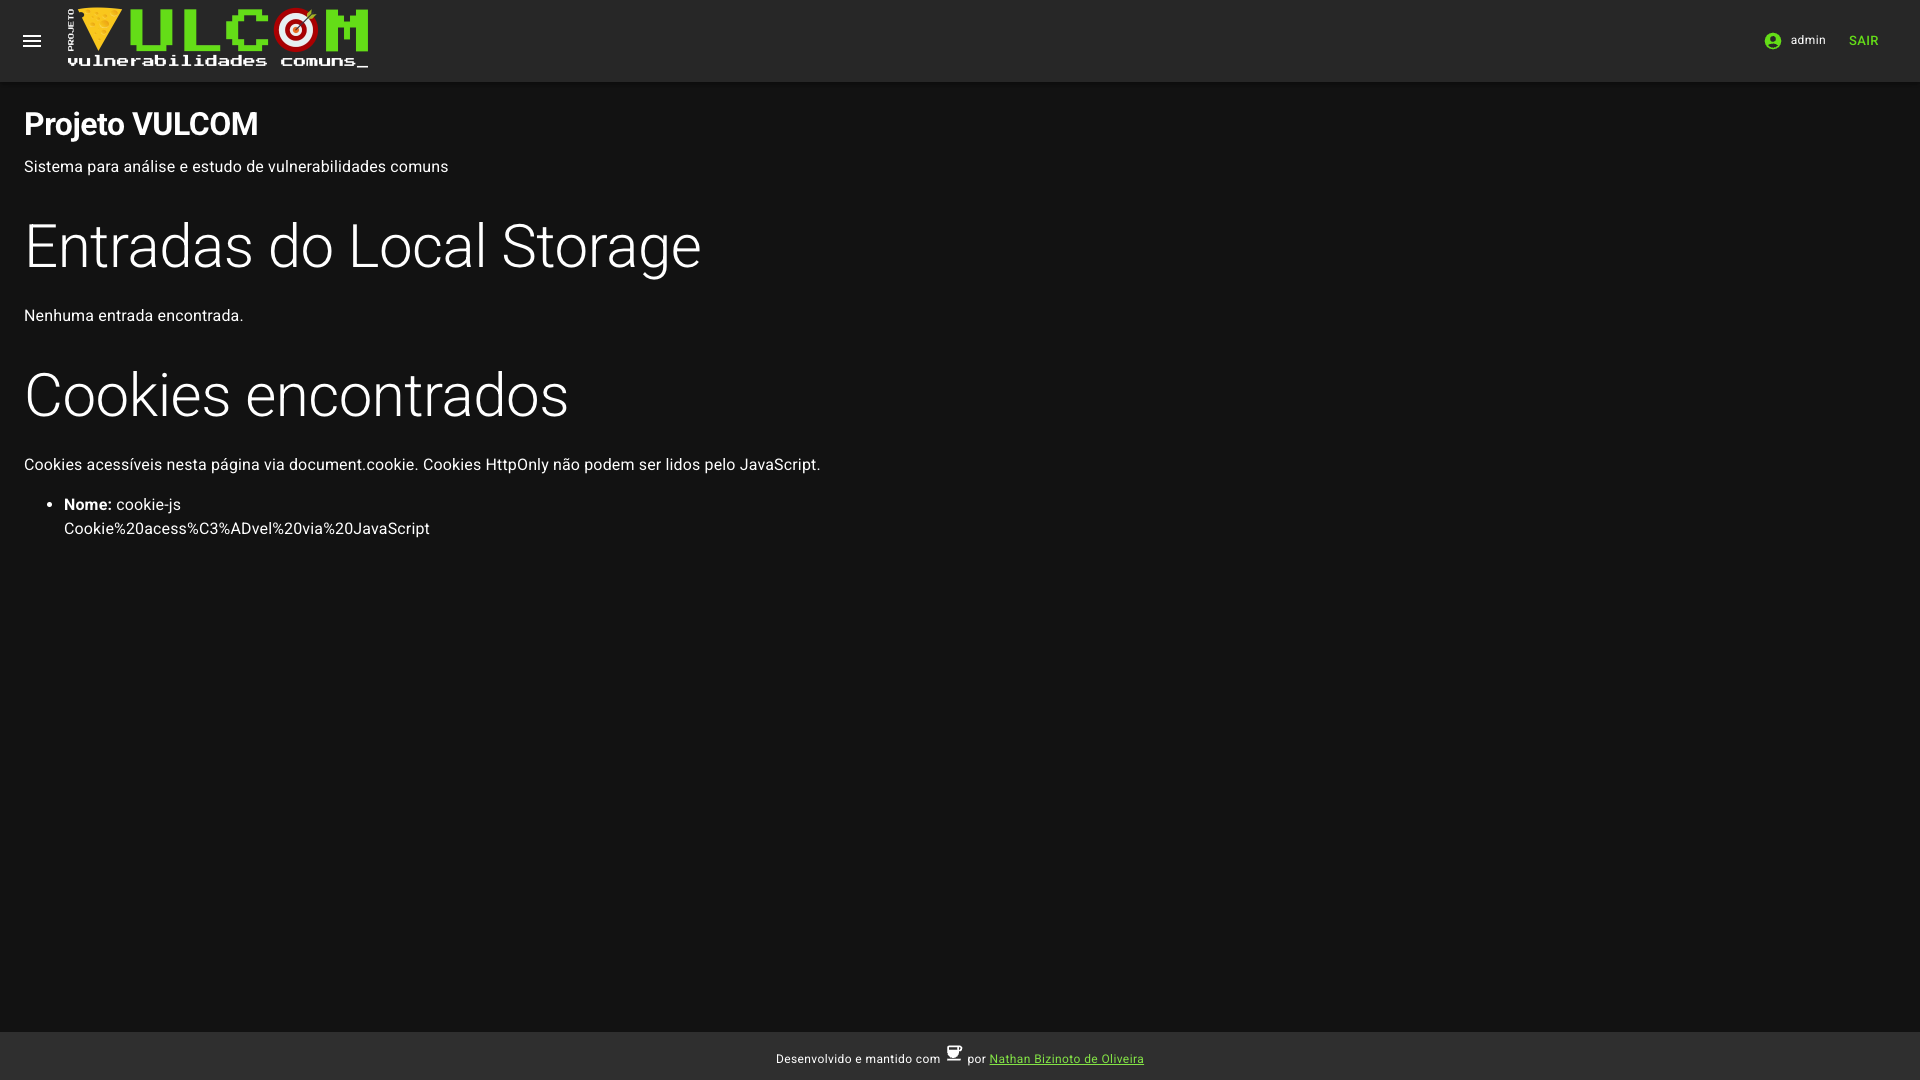 PROJETO
VULCOM
vulnerabilidades comuns_
admin
SAIR
Projeto VULCOM
Sistema para análise e estudo de vulnerabilidades comuns
Entradas do Local Storage
Nenhuma entrada encontrada.
Cookies encontrados
Cookies acessíveis nesta página via document.cookie. Cookies HttpOnly não podem ser lidos pelo JavaScript.
• Nome: cookie-js
Cookie%20acess%C3%ADvel%20via%20JavaScript
Desenvolvido e mantido com por Nathan Bizinoto de Oliveira